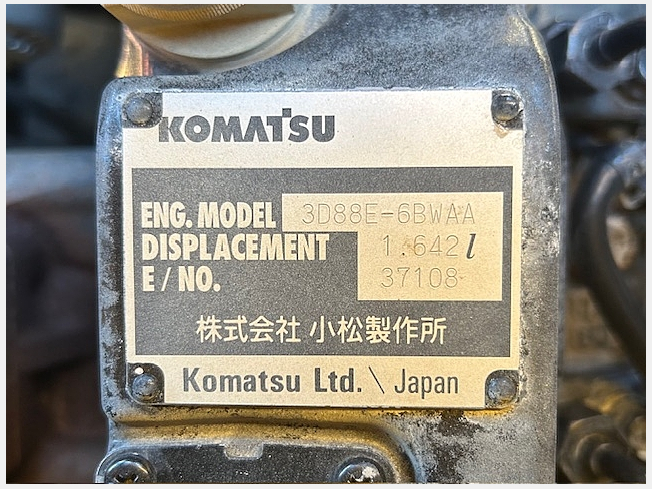 KOMATSU
ENG. MODEL 3D88E-6BWAA
DISPLACEMENT 1.642 l
E / NO. 37108
株式会社 小松製作所
Komatsu Ltd. \ Japan